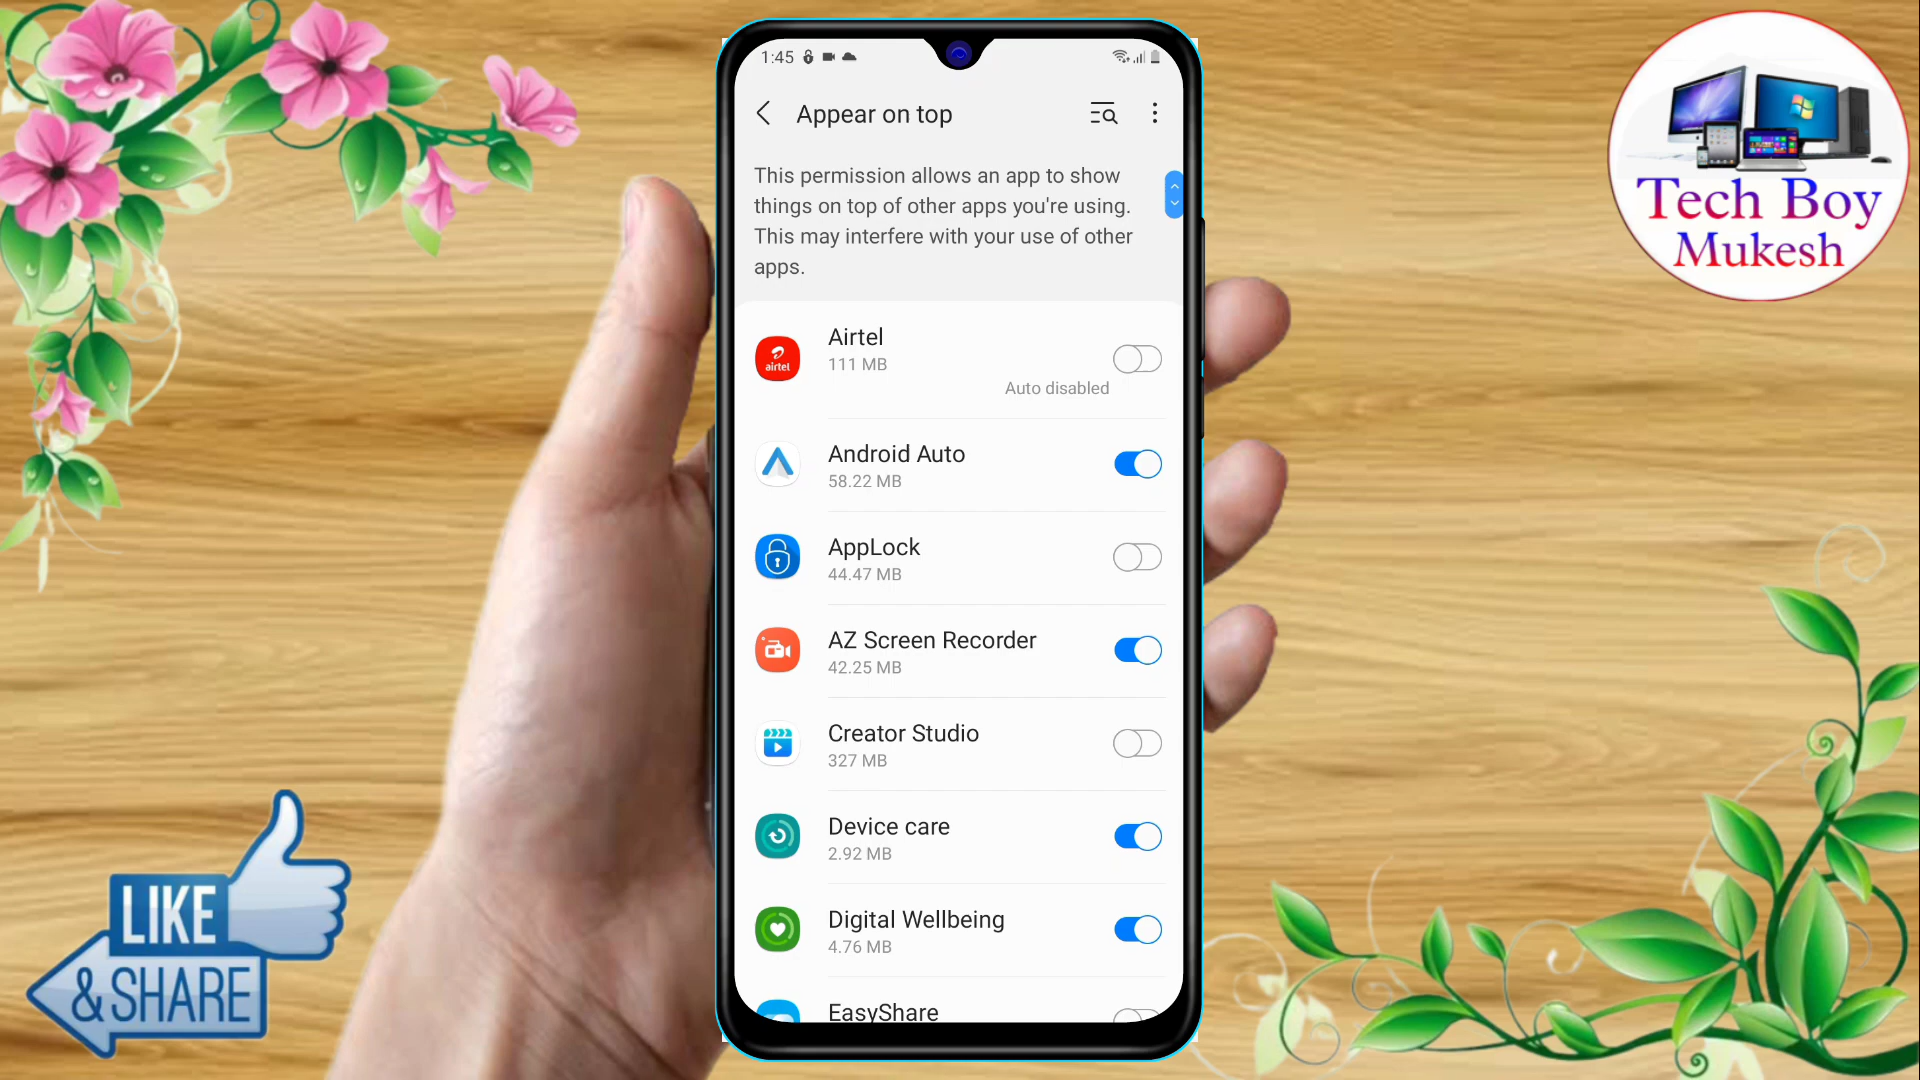 1:45
Appear on top
This permission allows an app to show
things on top of other apps you're using.
This may interfere with your use of other
apps.
Airtel
111 MB
airtel
Auto disabled
Android Auto
58.22 MB
AppLock
44.47 MB
AZ Screen Recorder
42.25 MB
Creator Studio
327 MB
Device care
2.92 MB
Digital Wellbeing
4.76 MB
EasyShare
Tech Boy
Mukesh
LIKE
& SHARE